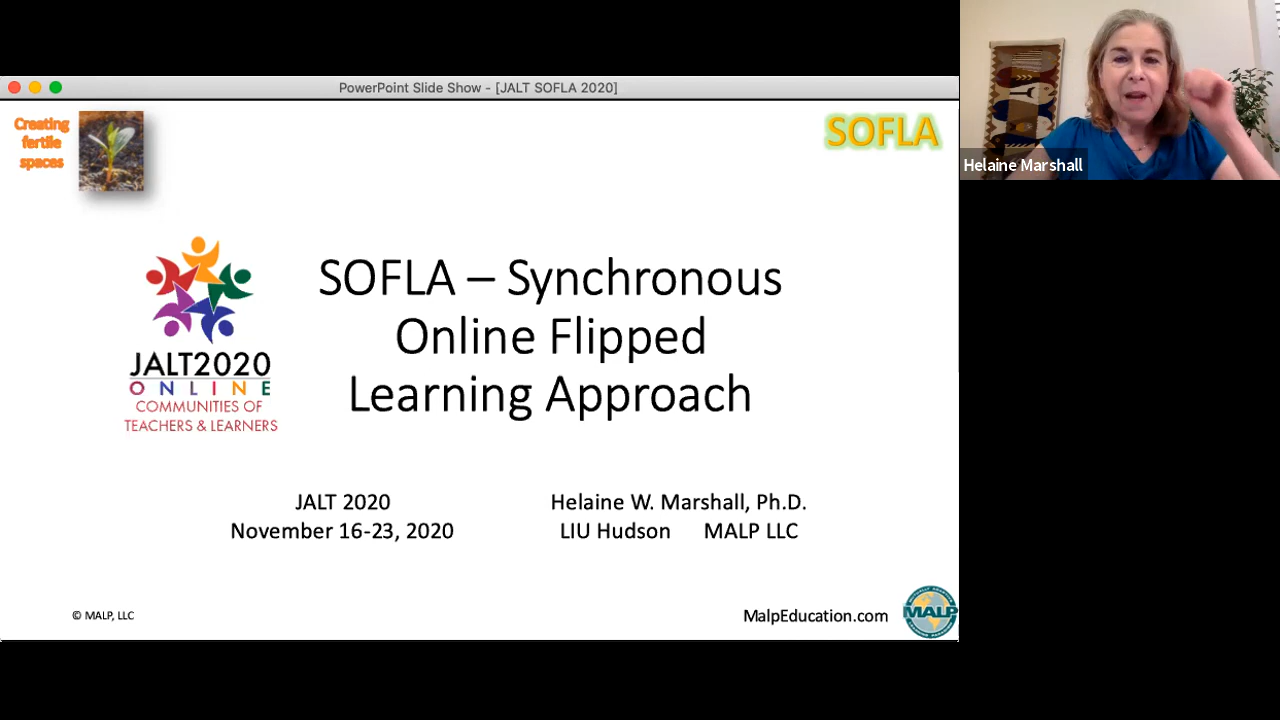 PowerPoint Slide Show - [JALT SOFLA 2020]
Creating
fertile
spaces
SOFLA
Helaine Marshall
SOFLA – Synchronous
Online Flipped
Learning Approach
JALT2020
ONLINE
COMMUNITIES OF
TEACHERS & LEARNERS
JALT 2020
November 16-23, 2020
Helaine W. Marshall, Ph.D.
LIU Hudson MALP LLC
© MALP, LLC
MalpEducation.com
MALP